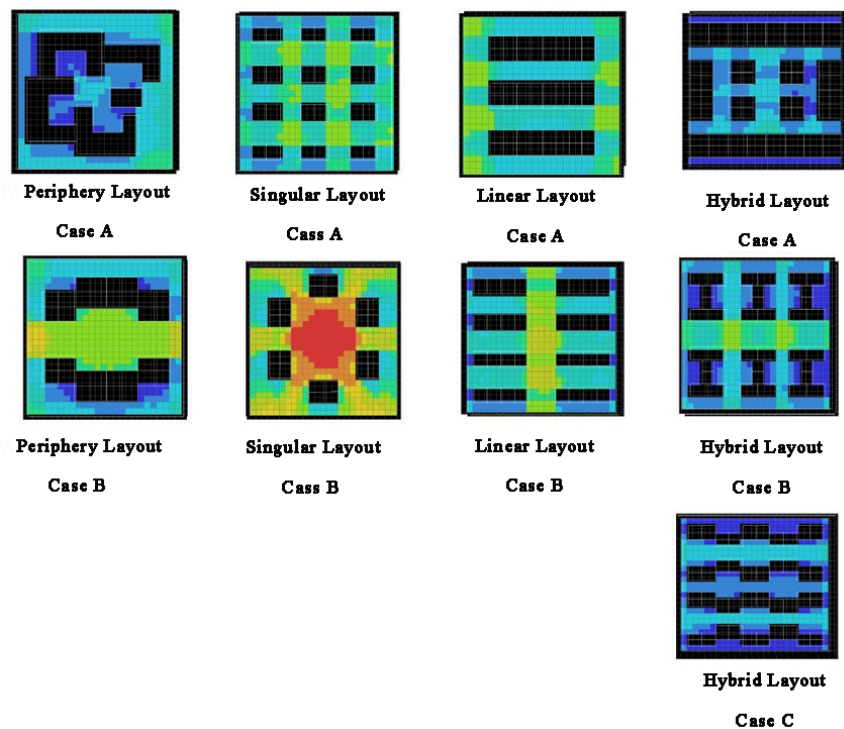 Periphery Layout
Case A
Singular Layout
Cass A
Linear Layout
Case A
Hybrid Layout
Case A
Periphery Layout
Case B
Singular Layout
Cass B
Linear Layout
Case B
Hybrid Layout
Case B
Hybrid Layout
Case C